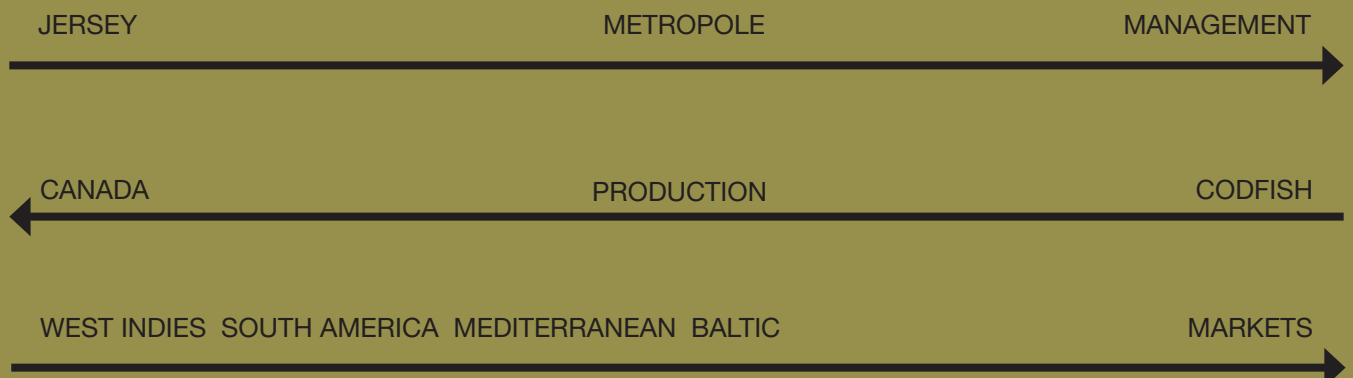 JERSEY METROPOLE MANAGEMENT
CANADA PRODUCTION CODFISH
WEST INDIES SOUTH AMERICA MEDITERRANEAN BALTIC MARKETS